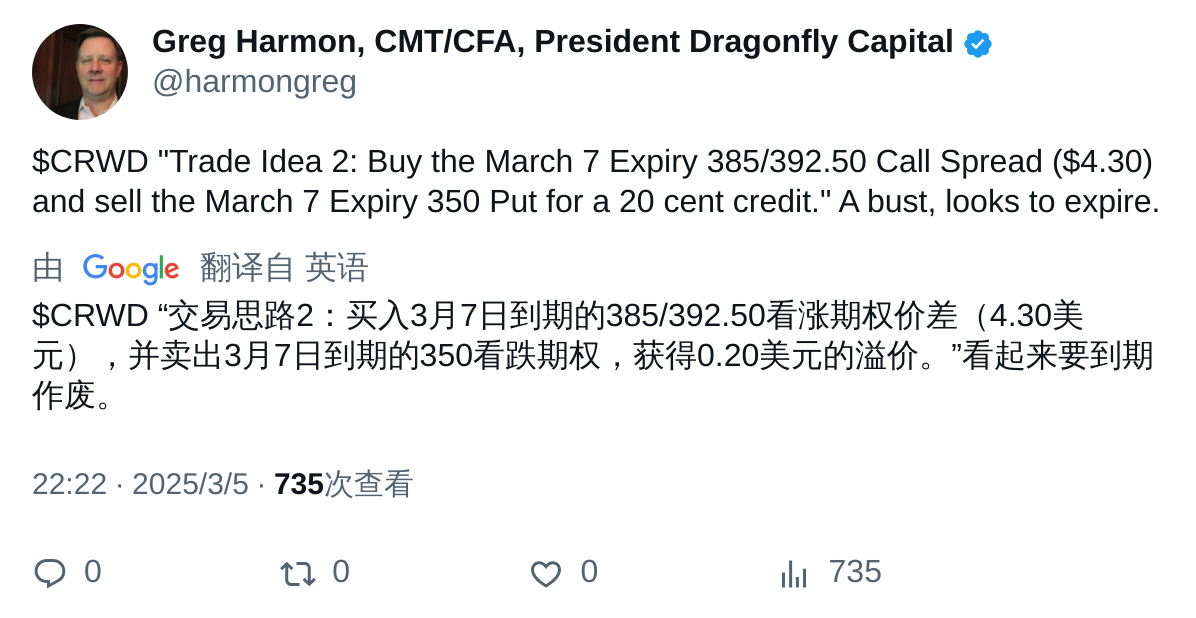 Greg Harmon, CMT/CFA, President Dragonfly Capital
@harmongreg
$CRWD "Trade Idea 2: Buy the March 7 Expiry 385/392.50 Call Spread ($4.30)
and sell the March 7 Expiry 350 Put for a 20 cent credit." A bust, looks to expire.
由 Google 翻译自 英语
$CRWD “交易思路2：买入3月7日到期的385/392.50看涨期权价差（4.30美
元），并卖出3月7日到期的350看跌期权，获得0.20美元的溢价。”看起来要到期
作废。
22:22 · 2025/3/5 · 735次查看
0 0 0 735